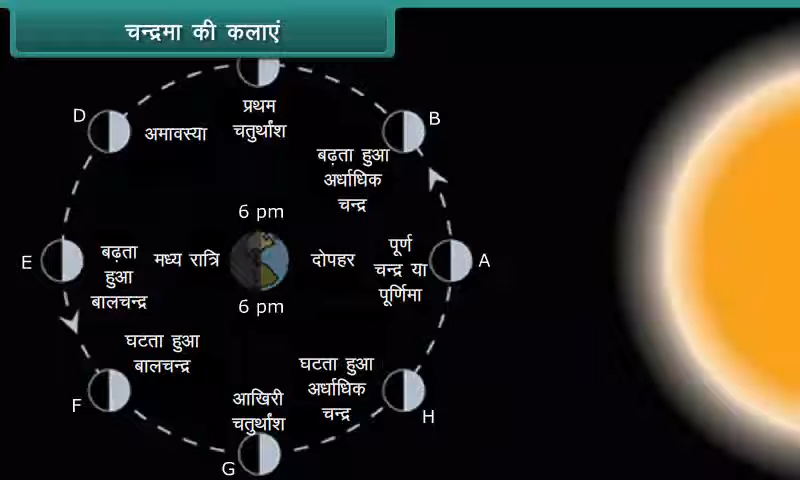 चन्द्रमा की कलाएं
प्रथम
चतुर्थांश
D
अमावस्या
B
बढ़ता हुआ
अर्धाधिक
चन्द्र
6 pm
E
बढ़ता
हुआ
बालचन्द्र
मध्य रात्रि
दोपहर
पूर्ण
चन्द्र या
पूर्णिमा
A
6 pm
घटता हुआ
बालचन्द्र
घटता हुआ
अर्धाधिक
चन्द्र
आखिरी
चतुर्थांश
F
H
G